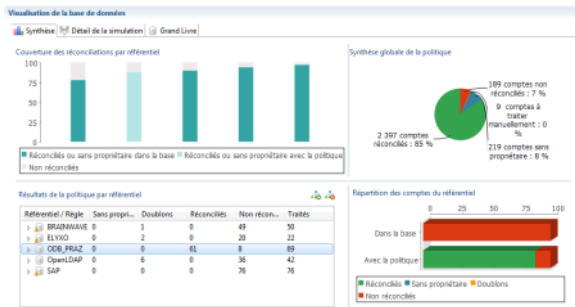 Visualisation de la base de données
Synthèse Détail de la simulation Grand Livre
Couverture des réconciliations par référentiel
100
75
50
25
0
Réconciliés ou sans propriétaire dans la base Réconciliés ou sans propriétaire avec la politique
Non réconciliés
Synthèse globale de la politique
189 comptes non
réconciliés : 7 %
9 comptes à
traiter
manuellement : 0
%
219 comptes sans
propriétaire : 8 %
2 397 comptes
réconciliés : 85 %
Résultats de la politique par référentiel
Référentiel / Règle Sans propri... Doublons Réconciliés Non récon... Traités
BRAINWAVE 0 1 0 49 50
ELYXO 0 2 0 20 22
ODB_PRAZ 0 0 61 8 69
OpenLDAP 0 6 0 36 42
SAP 0 0 0 76 76
Répartition des comptes du référentiel
0 25 50 75 100
Dans la base
Avec la politique
Réconciliés Sans propriétaire Doublons
Non réconciliés